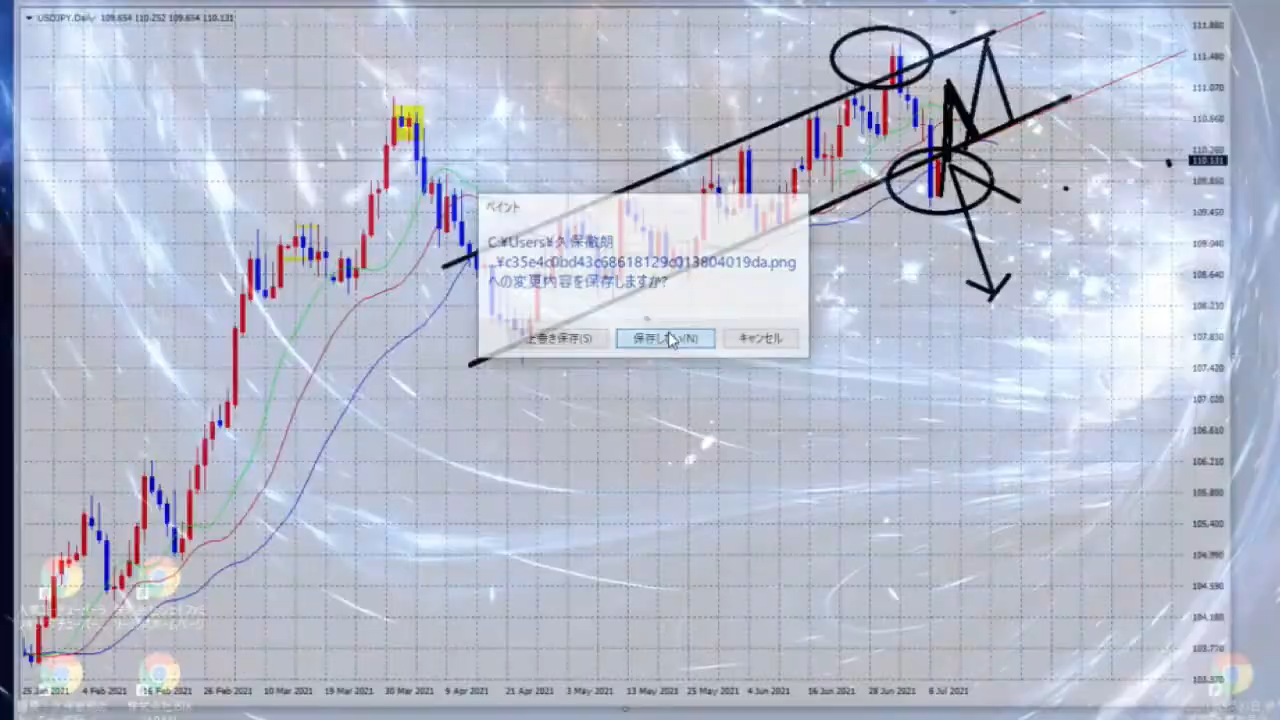 USDJPY.Daily 109.654 110.252 109.654 110.131
111.880
111.480
111.070
110.660
110.260
110.131
109.850
109.450
109.040
108.640
108.230
107.830
107.420
107.020
106.610
106.210
105.800
105.400
104.990
104.590
104.180
103.770
103.370
ペイント
C:¥Users¥久保徹朗
...¥c35e4c0bd43c68618129c013804019da.png
への変更内容を保存しますか?
上書き保存(S)
キャンセル
25 Jan 2021
4 Feb 2021
16 Feb 2021
26 Feb 2021
10 Mar 2021
19 Mar 2021
30 Mar 2021
9 Apr 2021
21 Apr 2021
3 May 2021
13 May 2021
25 May 2021
4 Jun 2021
16 Jun 2021
28 Jun 2021
8 Jul 2021